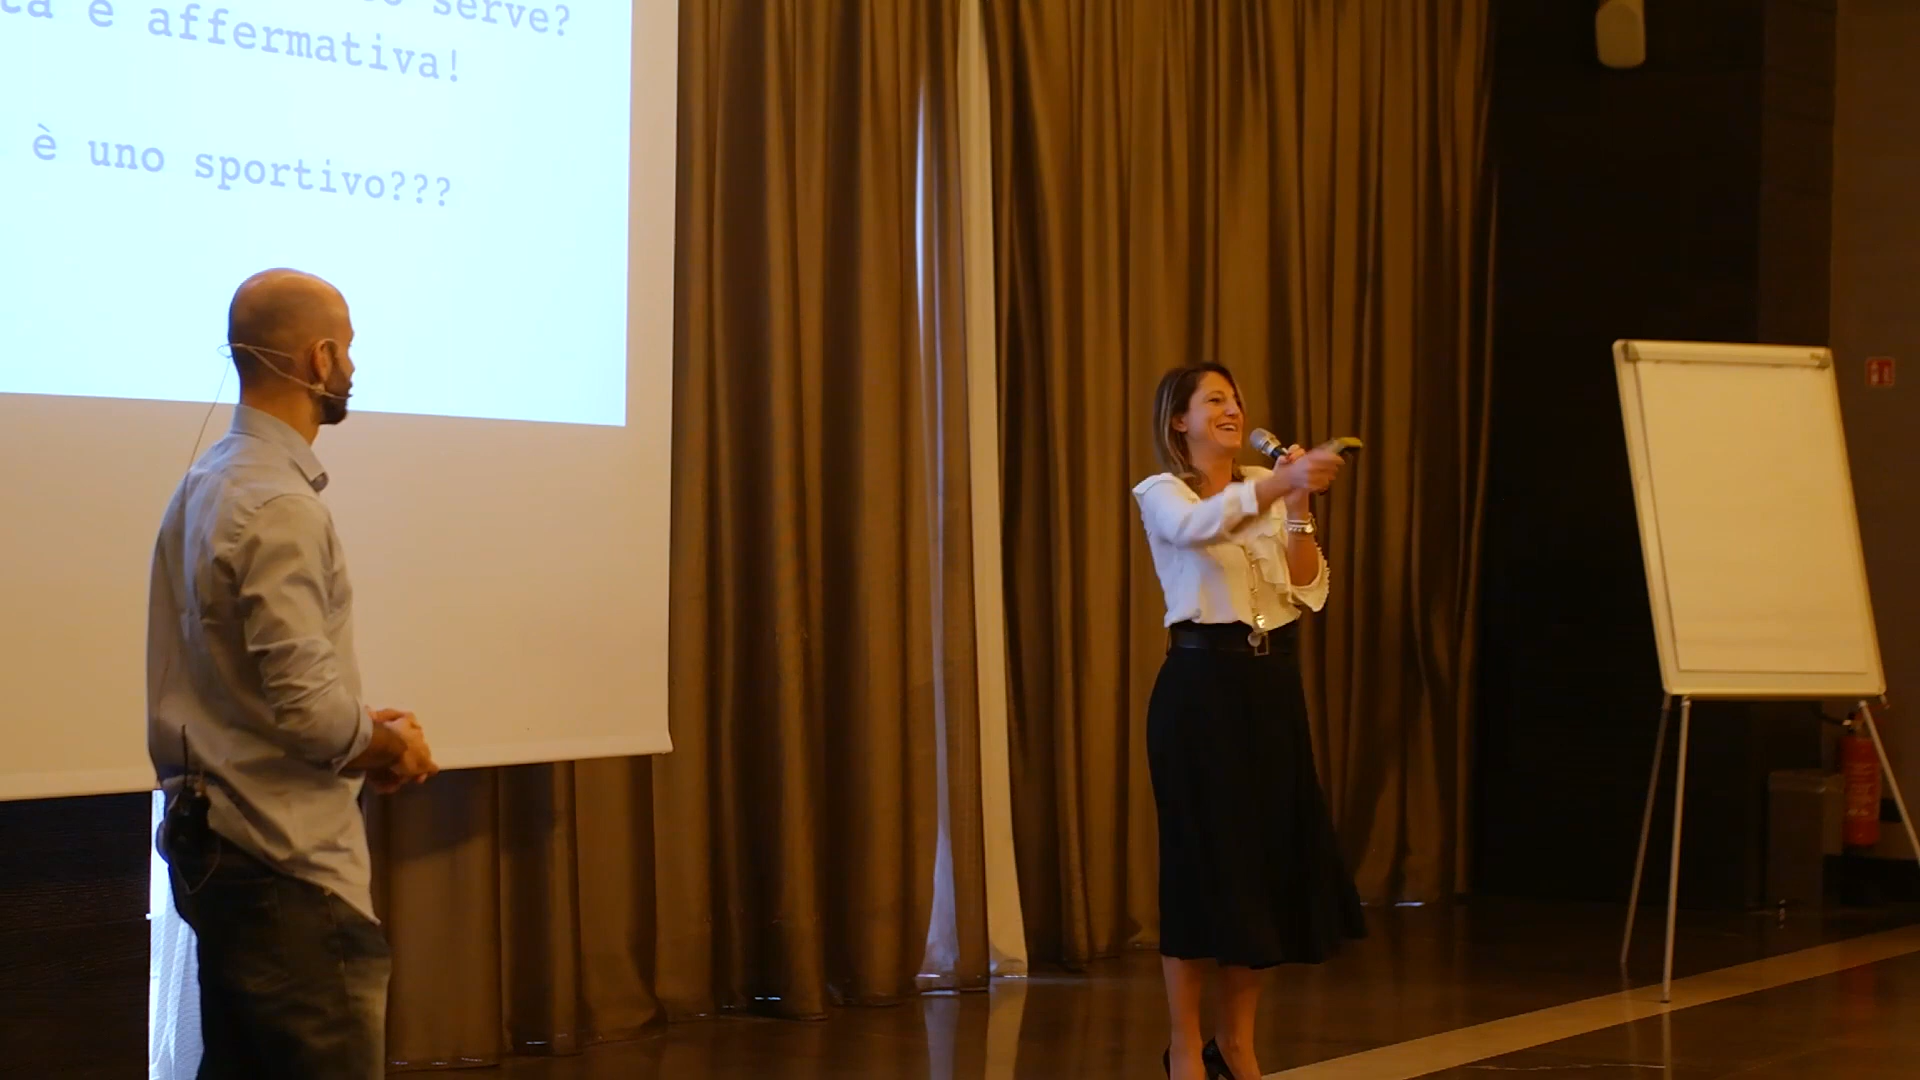 serve?
è affermativa!
è uno sportivo???